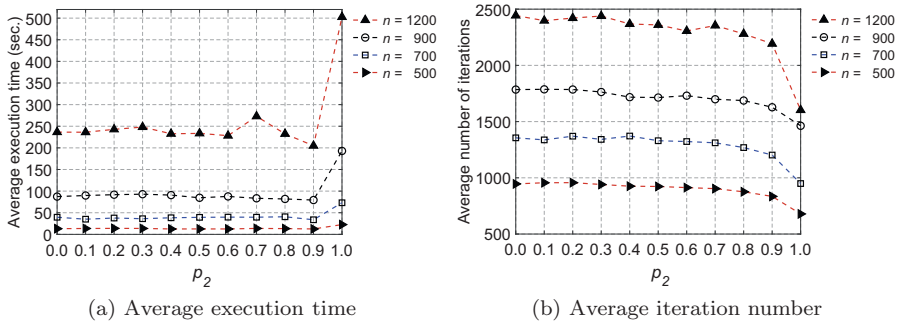 Average execution time (sec.)
500
450
400
350
300
250
200
150
100
50
0
0.0 0.1 0.2 0.3 0.4 0.5 0.6 0.7 0.8 0.9 1.0
p2
n = 1200
n = 900
n = 700
n = 500
(a) Average execution time
Average number of iterations
2500
2250
1800
1500
1000
500
0.0 0.1 0.2 0.3 0.4 0.5 0.6 0.7 0.8 0.9 1.0
p2
n = 1200
n = 900
n = 700
n = 500
(b) Average iteration number